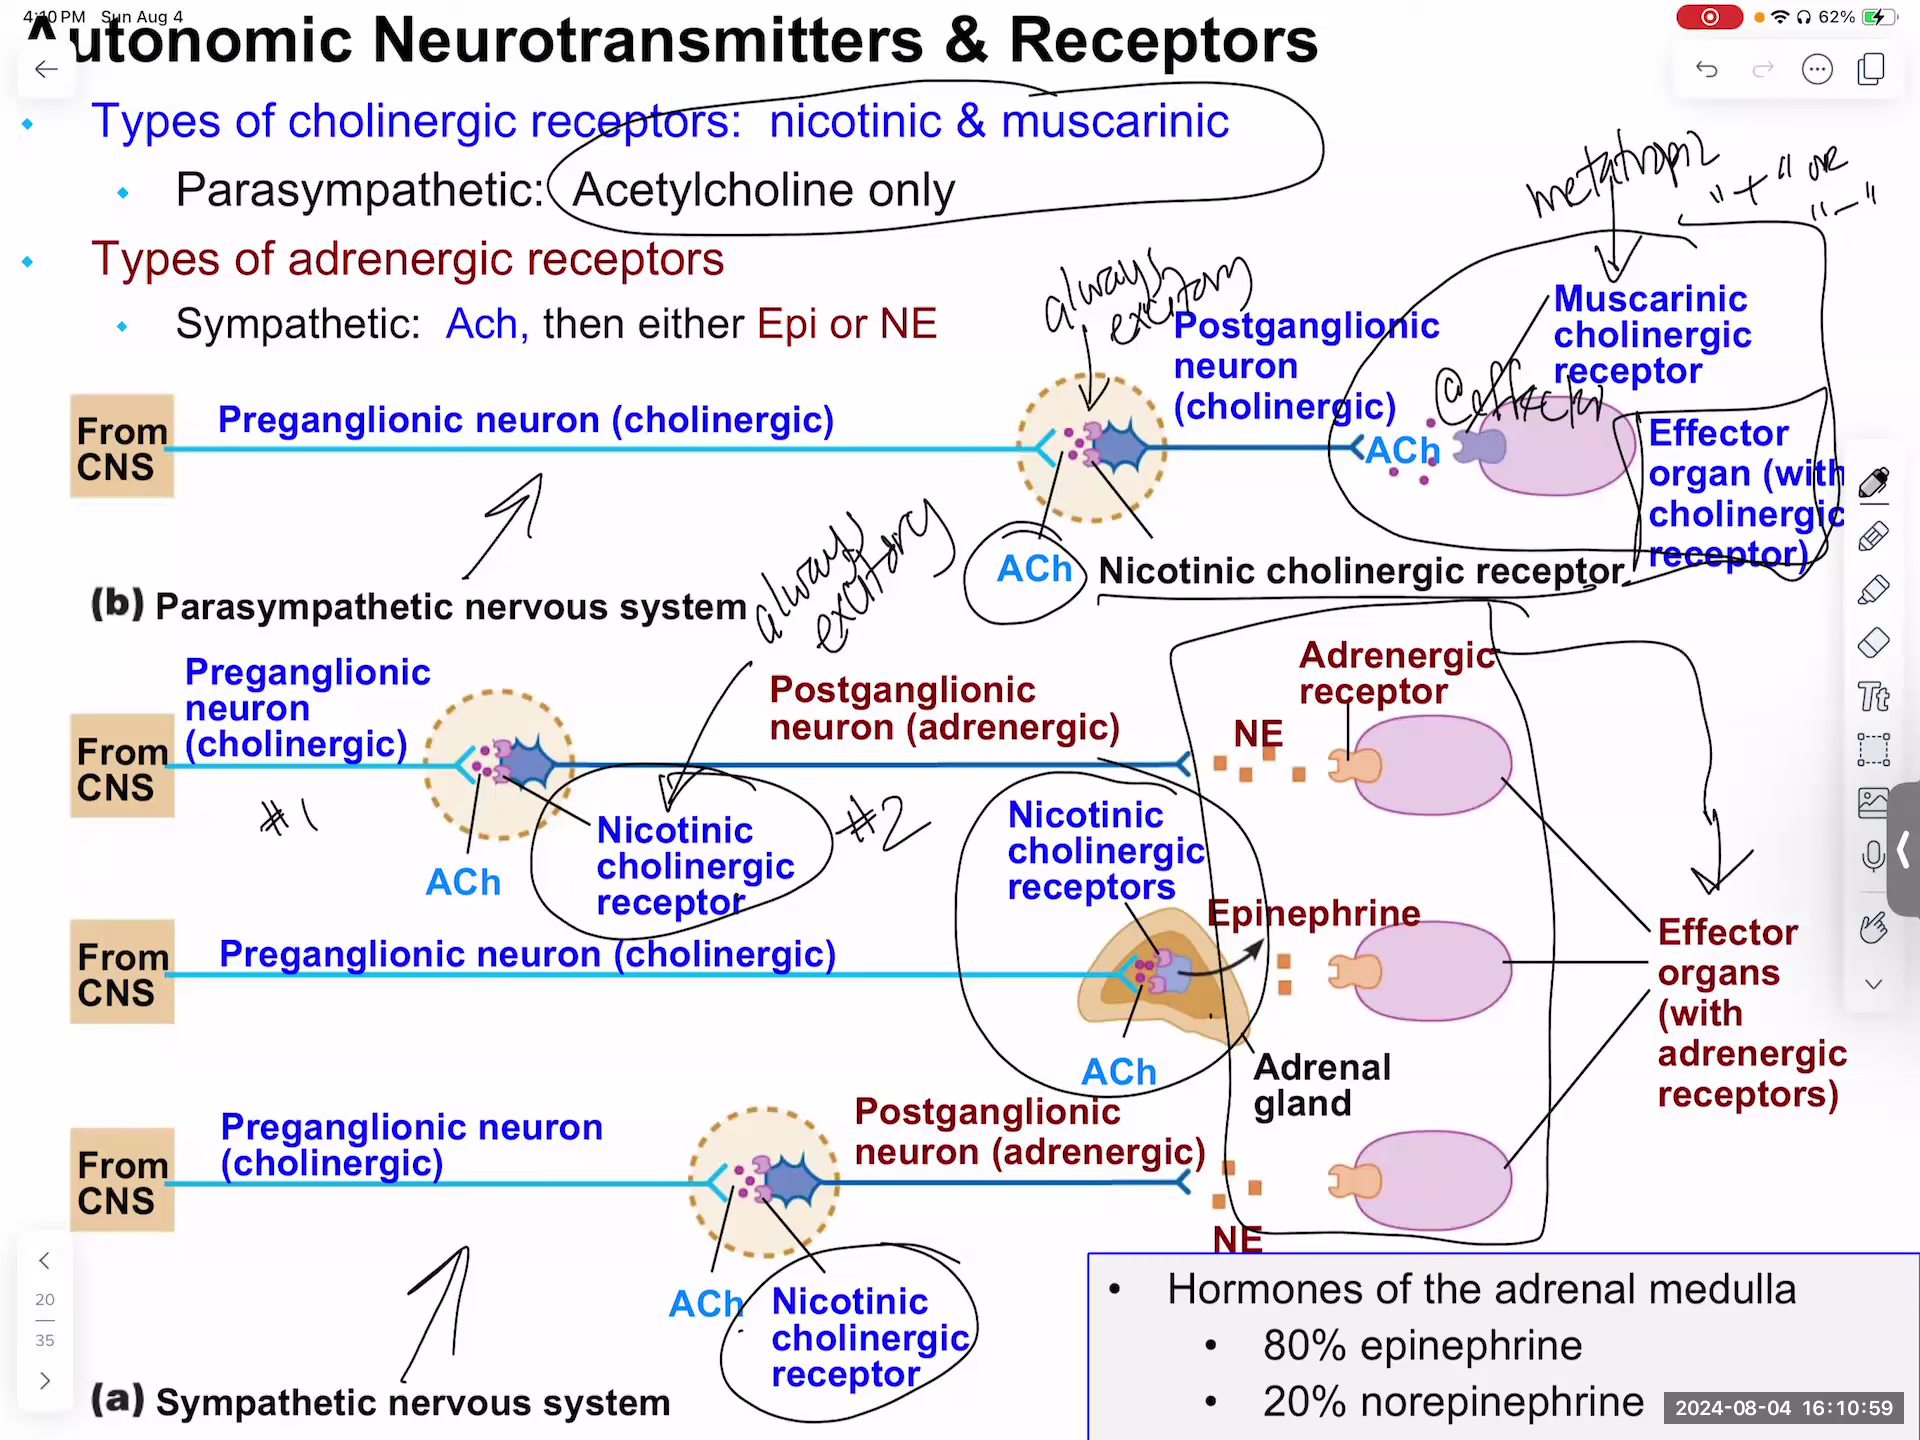 4:10 PM Sun Aug 4
62%
Autonomic Neurotransmitters & Receptors
Types of cholinergic receptors: nicotinic & muscarinic
Parasympathetic: Acetylcholine only
Types of adrenergic receptors
Sympathetic: Ach, then either Epi or NE
metatropic
"+" or
"-"
always
excitory
@effector
Muscarinic
cholinergic
receptor
Postganglionic
neuron
(cholinergic)
From
CNS
Preganglionic neuron (cholinergic)
ACh
Effector
organ (with
cholinergic
receptor)
ACh
Nicotinic cholinergic receptor
(b) Parasympathetic nervous system
always
excitory
Preganglionic
neuron
(cholinergic)
From
CNS
#1
Postganglionic
neuron (adrenergic)
Adrenergic
receptor
NE
ACh
Nicotinic
cholinergic
receptor
#2
Nicotinic
cholinergic
receptors
From
CNS
Preganglionic neuron (cholinergic)
Epinephrine
ACh
Adrenal
gland
Effector
organs
(with
adrenergic
receptors)
From
CNS
Preganglionic neuron
(cholinergic)
Postganglionic
neuron (adrenergic)
NE
ACh
Nicotinic
cholinergic
receptor
(a) Sympathetic nervous system
Hormones of the adrenal medulla
80% epinephrine
20% norepinephrine
20
35
Tt
2024-08-04 16:10:59